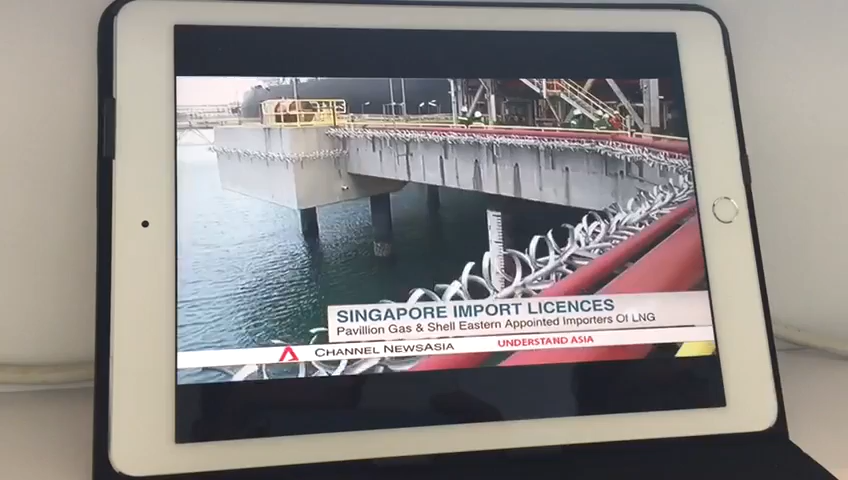 SINGAPORE IMPORT LICENCES
Pavillion Gas & Shell Eastern Appointed Importers Of LNG
CHANNEL NEWSASIA
UNDERSTAND ASIA